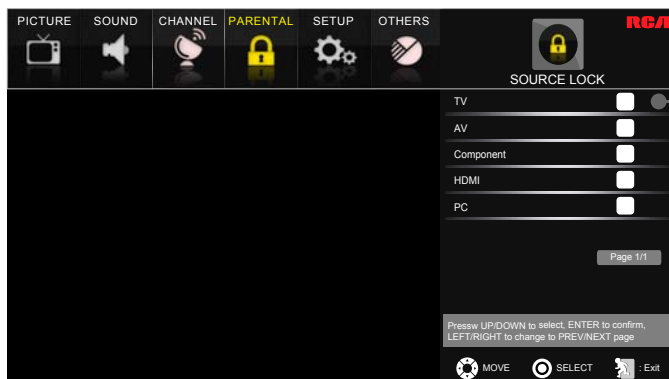 PICTURE SOUND CHANNEL PARENTAL SETUP OTHERS
RCA
SOURCE LOCK
TV
AV
Component
HDMI
PC
Page 1/1
Pressw UP/DOWN to select, ENTER to confirm,
LEFT/RIGHT to change to PREV/NEXT page
MOVE SELECT : Exit